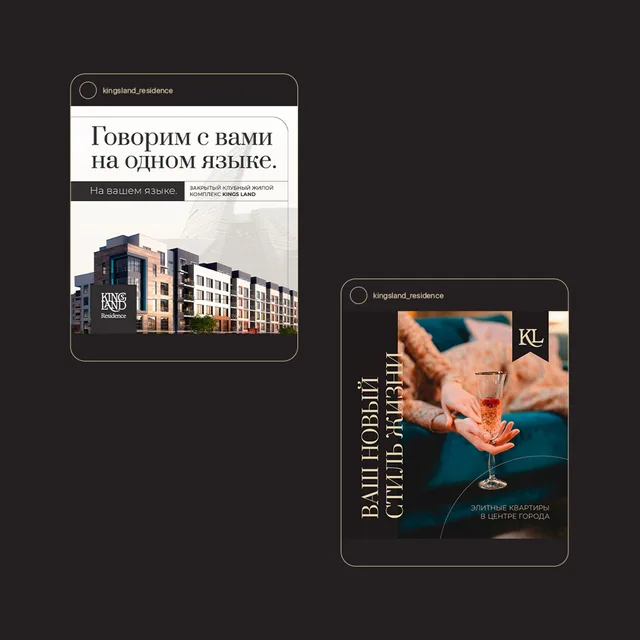 kingsland_residence
Говорим с вами
на одном языке.
На вашем языке.
ЗАКРЫТЫЙ КЛУБНЫЙ ЖИЛОЙ
КОМПЛЕКС KINGS LAND
KINGS
LAND
Residence
kingsland_residence
KL
ВАШ НОВЫЙ
СТИЛЬ ЖИЗНИ
ЭЛИТНЫЕ КВАРТИРЫ
В ЦЕНТРЕ ГОРОДА